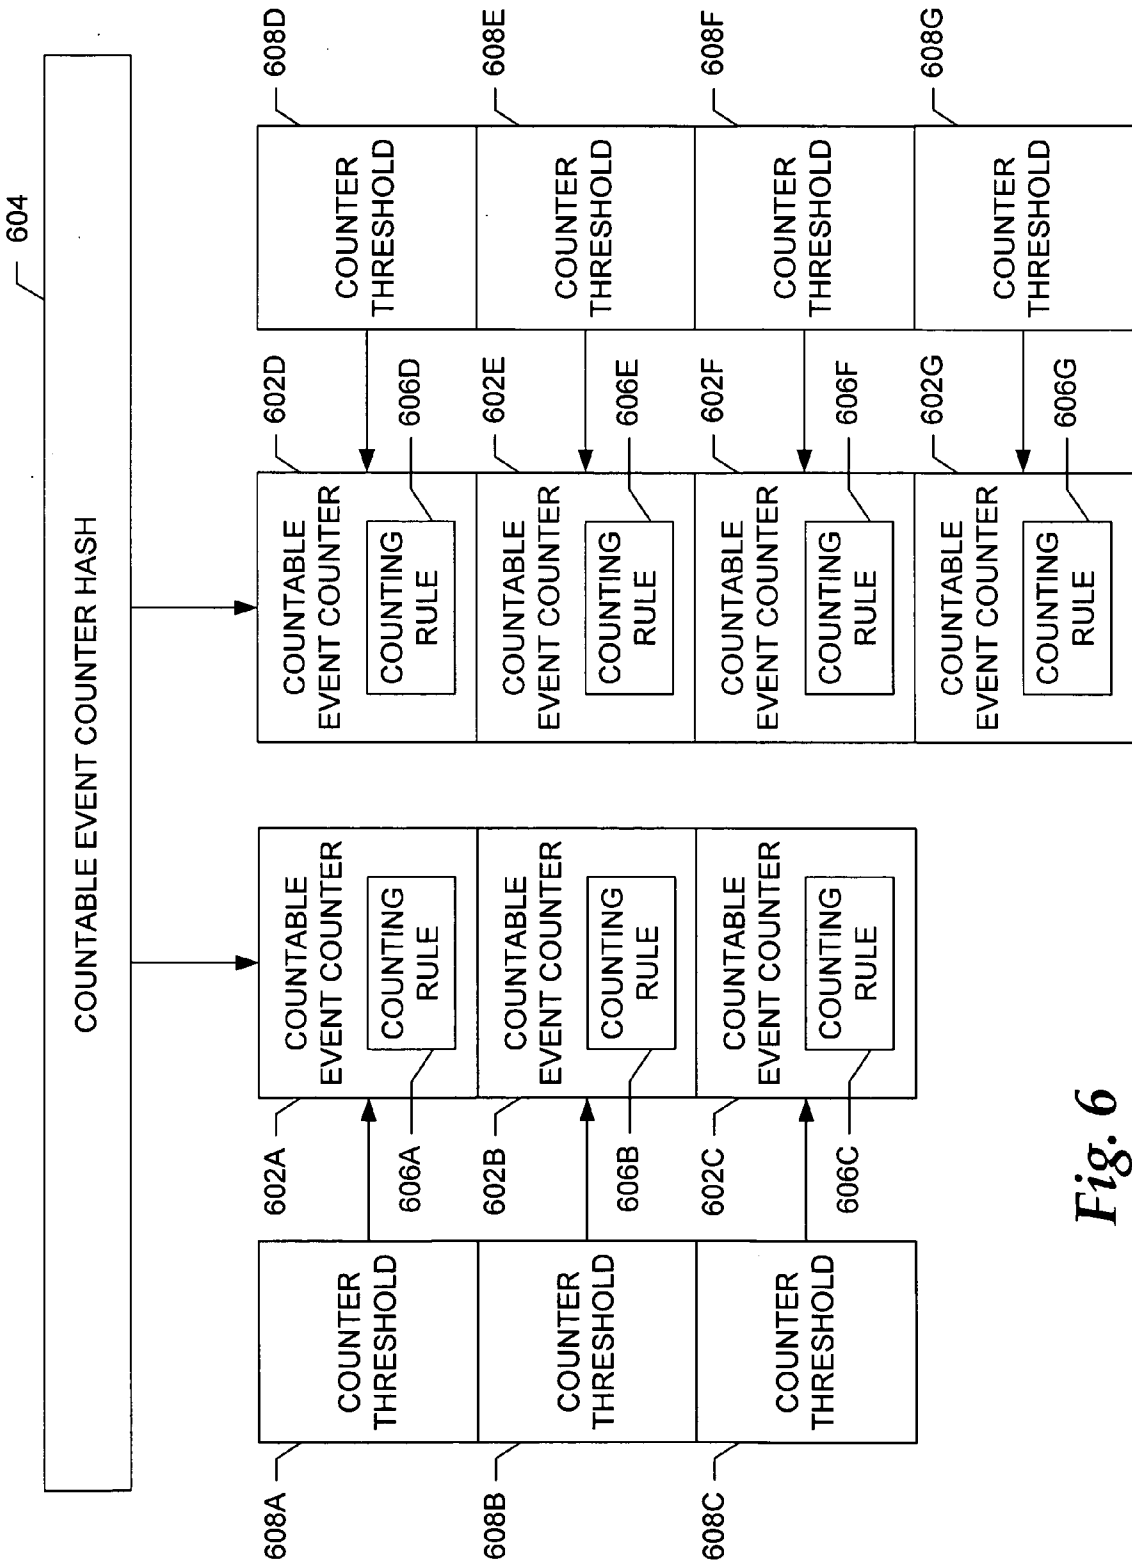 604
COUNTABLE EVENT COUNTER HASH
608A
COUNTER
THRESHOLD
602A
COUNTABLE
EVENT COUNTER
COUNTING
RULE
606A
602D
COUNTABLE
EVENT COUNTER
COUNTING
RULE
606D
608D
COUNTER
THRESHOLD
608B
COUNTER
THRESHOLD
602B
COUNTABLE
EVENT COUNTER
COUNTING
RULE
606B
602E
COUNTABLE
EVENT COUNTER
COUNTING
RULE
606E
608E
COUNTER
THRESHOLD
608C
COUNTER
THRESHOLD
602C
COUNTABLE
EVENT COUNTER
COUNTING
RULE
606C
602F
COUNTABLE
EVENT COUNTER
COUNTING
RULE
606F
608F
COUNTER
THRESHOLD
602G
COUNTABLE
EVENT COUNTER
COUNTING
RULE
606G
608G
COUNTER
THRESHOLD
Fig. 6